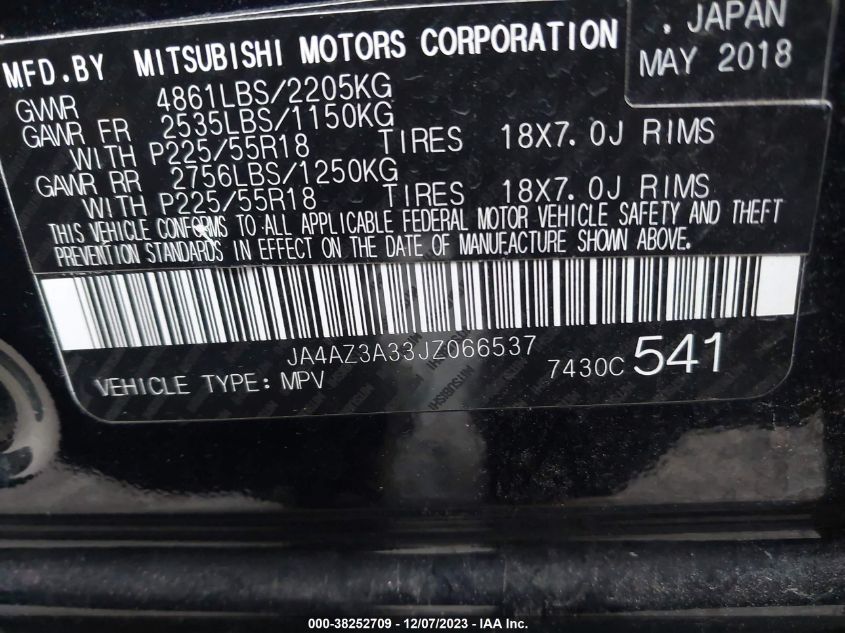 MFD.BY MITSUBISHI MOTORS CORPORATION
. JAPAN
MAY 2018
GVWR 4861LBS/2205KG
GAWR FR 2535LBS/1150KG
WITH P225/55R18 TIRES 18X7.0J RIMS
GAWR RR 2756LBS/1250KG
WITH P225/55R18 TIRES 18X7.0J RIMS
THIS VEHICLE CONFORMS TO ALL APPLICABLE FEDERAL MOTOR VEHICLE SAFETY AND THEFT
PREVENTION STANDARDS IN EFFECT ON THE DATE OF MANUFACTURE SHOWN ABOVE.
JA4AZ3A33JZ066537
7430C 541
VEHICLE TYPE: MPV
000-38252709 - 12/07/2023 - IAA Inc.